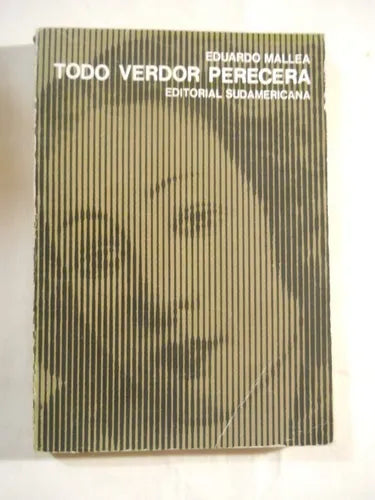 EDUARDO MALLEA
TODO VERDOR PERECERA
EDITORIAL SUDAMERICANA